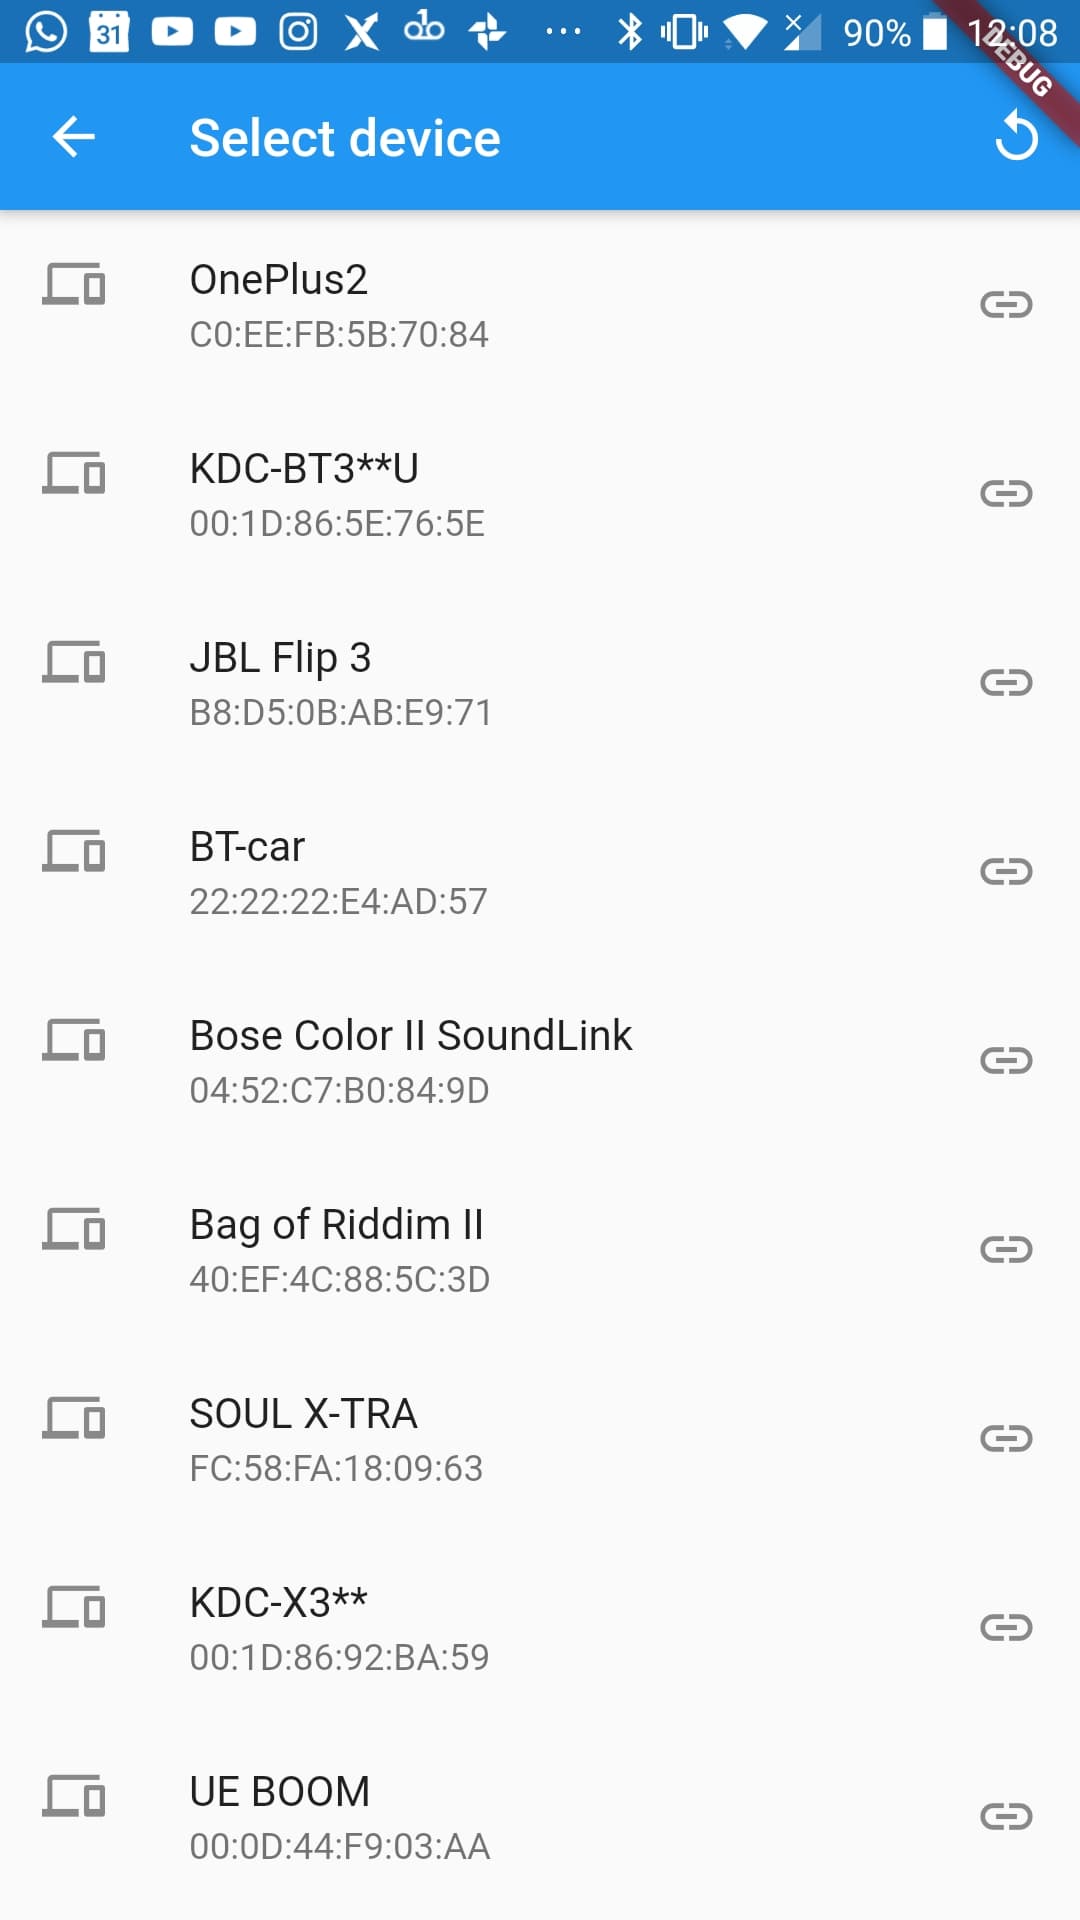 31
90%
12:08
DEBUG
Select device
OnePlus2
C0:EE:FB:5B:70:84
KDC-BT3**U
00:1D:86:5E:76:5E
JBL Flip 3
B8:D5:0B:AB:E9:71
BT-car
22:22:22:E4:AD:57
Bose Color II SoundLink
04:52:C7:B0:84:9D
Bag of Riddim II
40:EF:4C:88:5C:3D
SOUL X-TRA
FC:58:FA:18:09:63
KDC-X3**
00:1D:86:92:BA:59
UE BOOM
00:0D:44:F9:03:AA